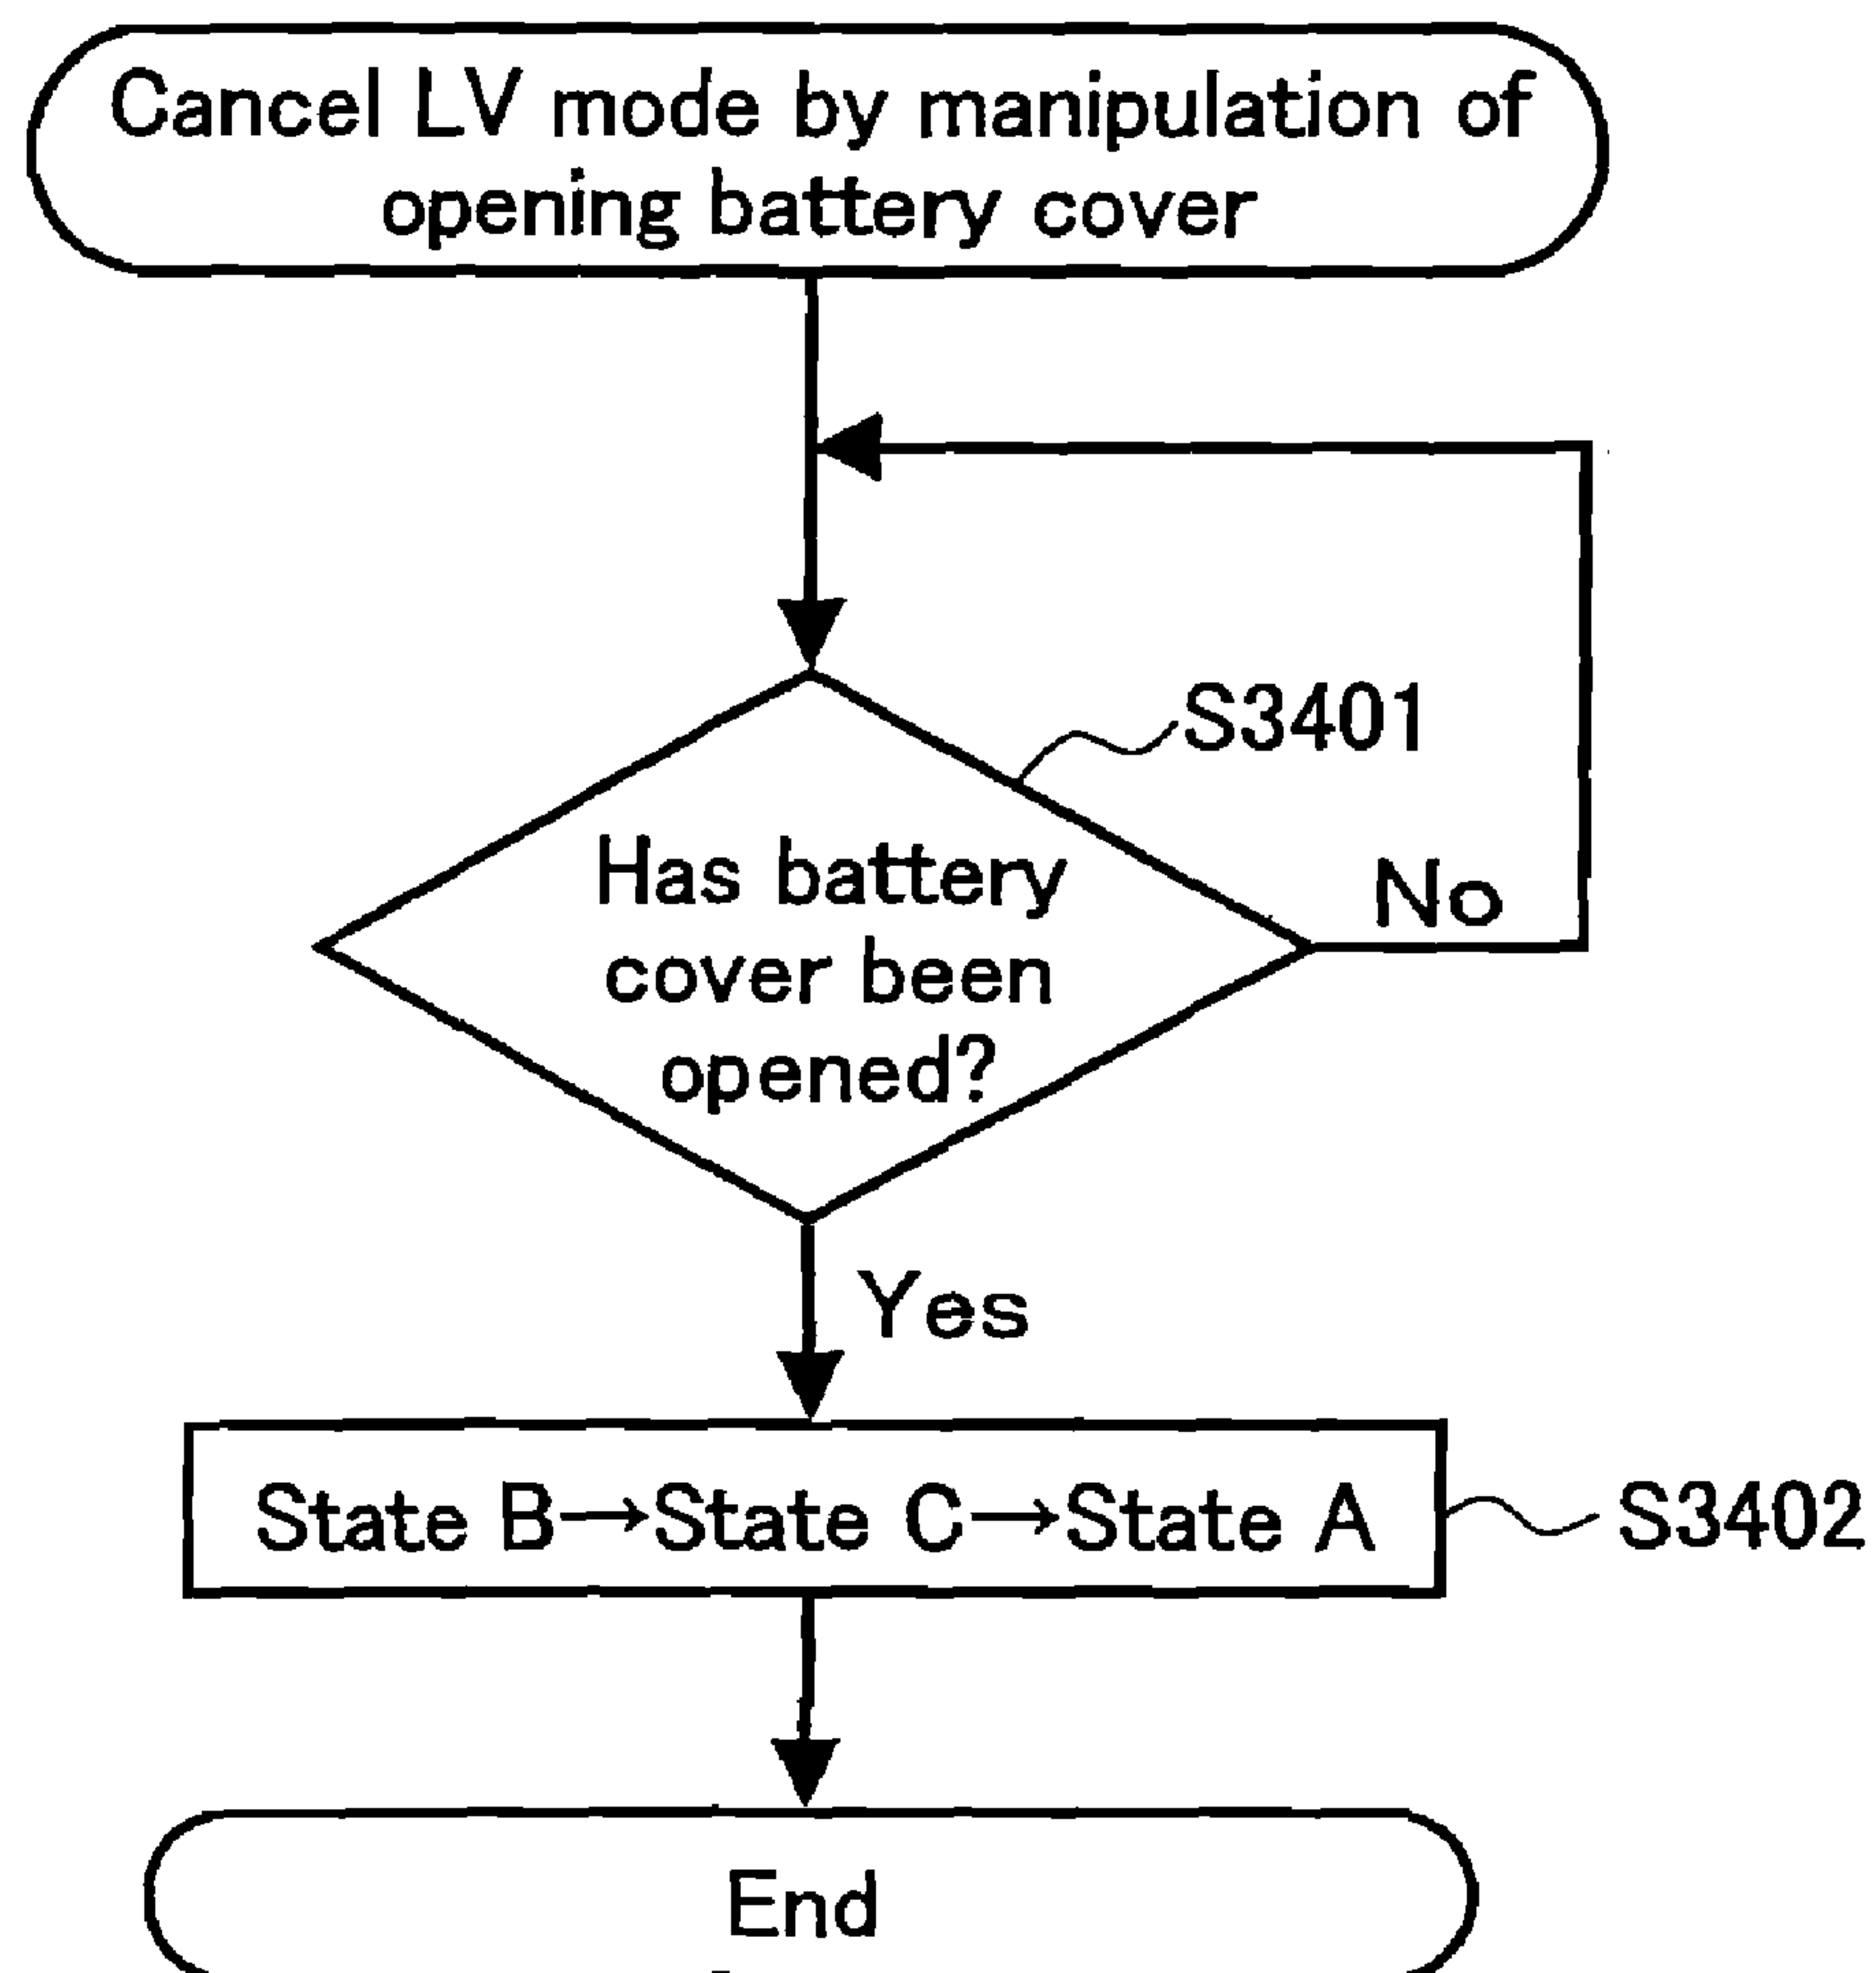 Cancel LV mode by manipulation of
opening battery cover
S3401
Has battery
cover been
opened?
No
Yes
State B→State C→State A
S3402
End